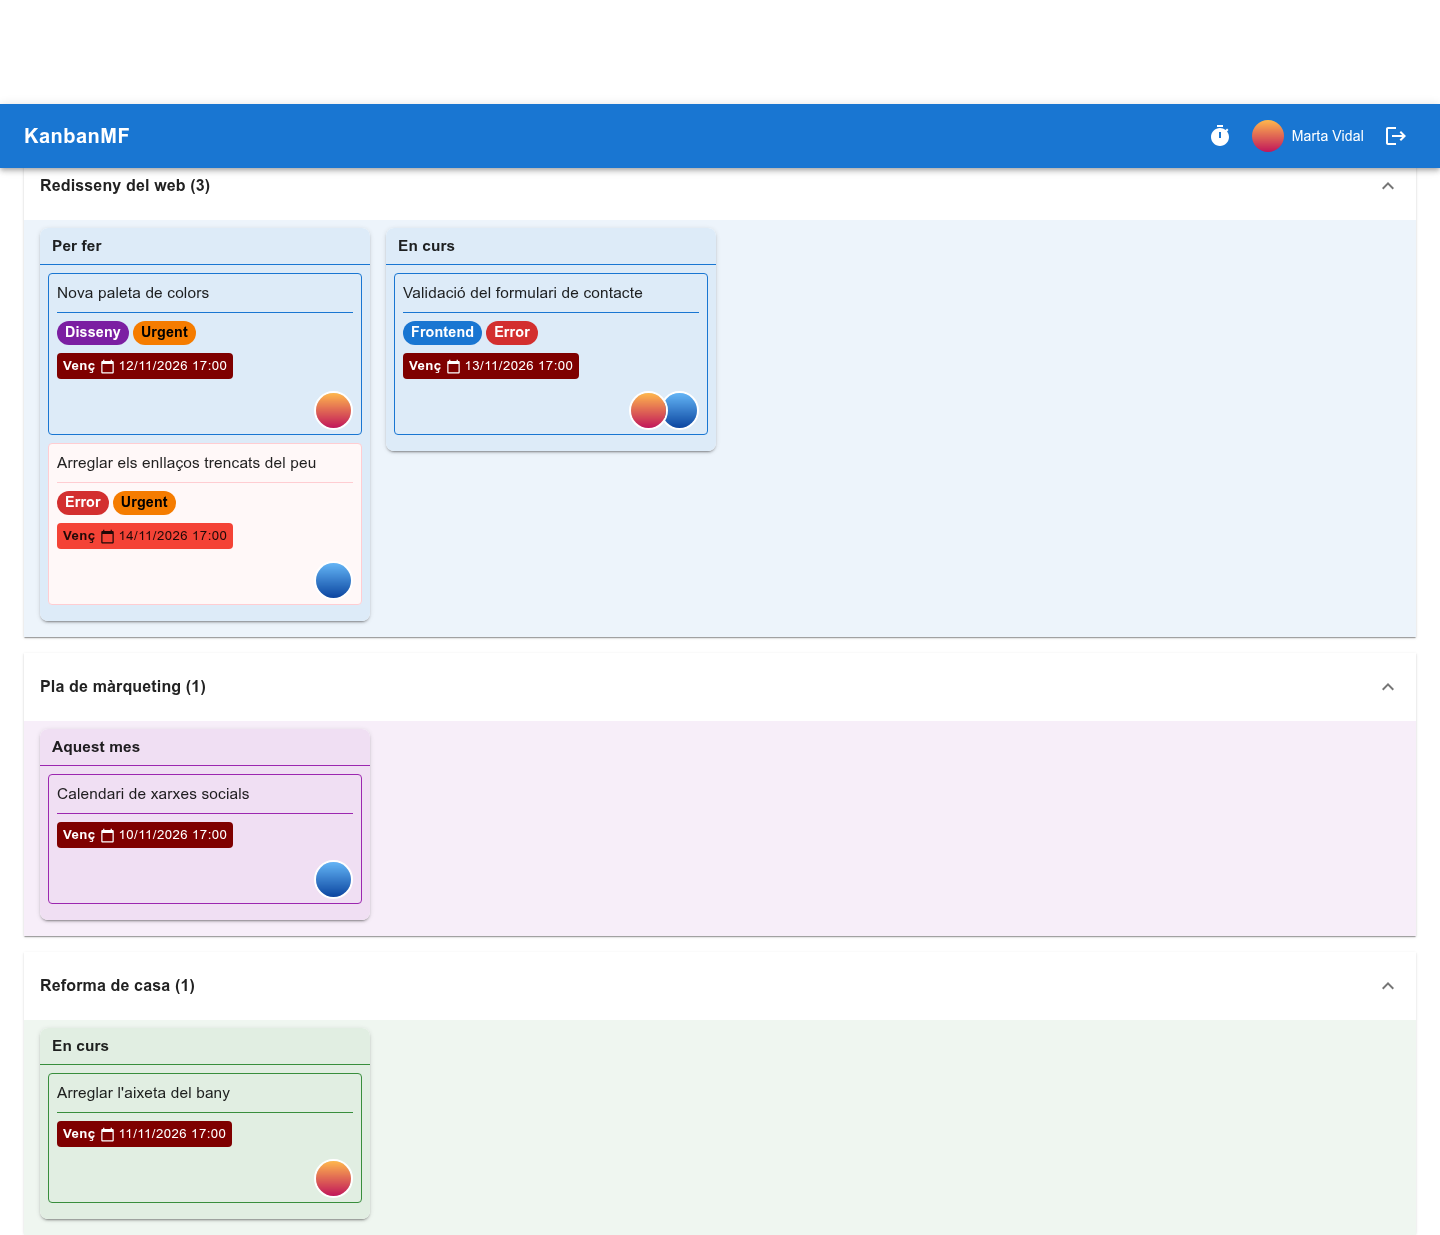 KanbanMF
Marta Vidal
Redisseny del web (3)
Per fer
Nova paleta de colors
Disseny Urgent
Venç 12/11/2026 17:00
Arreglar els enllaços trencats del peu
Error Urgent
Venç 14/11/2026 17:00
En curs
Validació del formulari de contacte
Frontend Error
Venç 13/11/2026 17:00
Pla de màrqueting (1)
Aquest mes
Calendari de xarxes socials
Venç 10/11/2026 17:00
Reforma de casa (1)
En curs
Arreglar l'aixeta del bany
Venç 11/11/2026 17:00